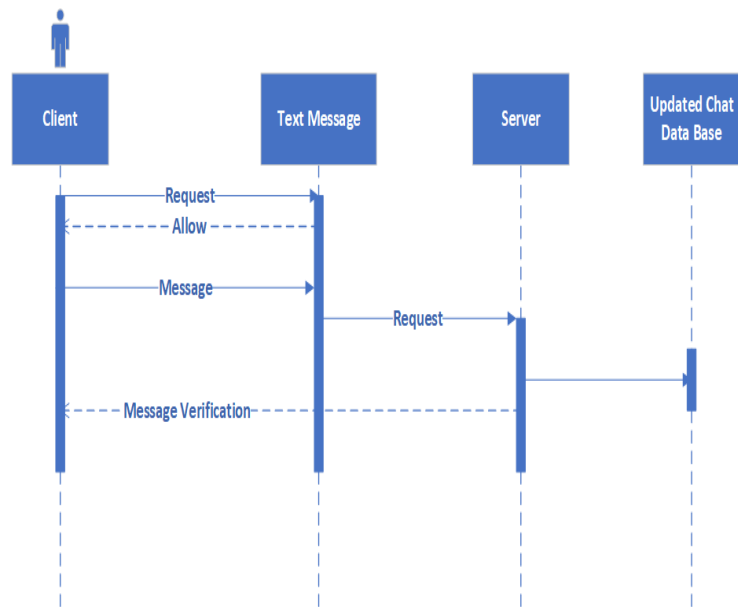 Client
Text Message
Server
Updated Chat
Data Base
Request
Allow
Message
Request
Message Verification